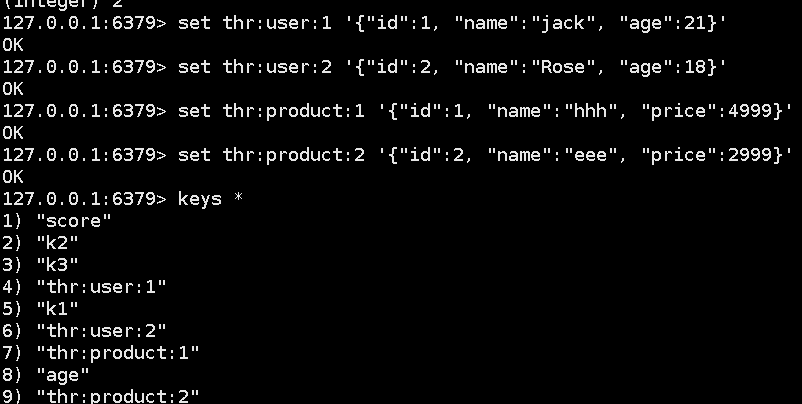 (integer) 2
127.0.0.1:6379> set thr:user:1 '{"id":1, "name":"jack", "age":21}'
OK
127.0.0.1:6379> set thr:user:2 '{"id":2, "name":"Rose", "age":18}'
OK
127.0.0.1:6379> set thr:product:1 '{"id":1, "name":"hhh", "price":4999}'
OK
127.0.0.1:6379> set thr:product:2 '{"id":2, "name":"eee", "price":2999}'
OK
127.0.0.1:6379> keys *
1) "score"
2) "k2"
3) "k3"
4) "thr:user:1"
5) "k1"
6) "thr:user:2"
7) "thr:product:1"
8) "age"
9) "thr:product:2"